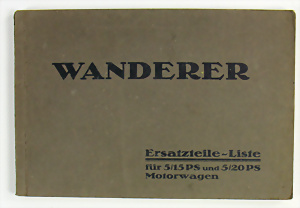 WANDERER
Ersatzteile-Liste
für 5/15 PS und 5/20 PS
Motorwagen